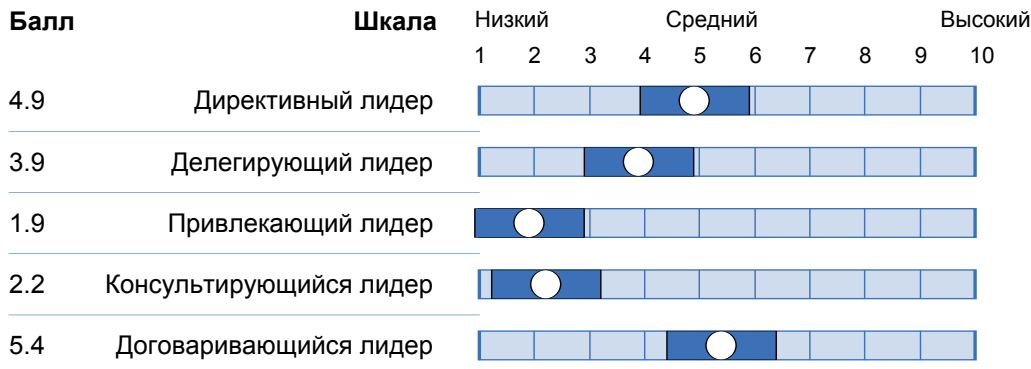 Балл Шкала Низкий Средний Высокий
1 2 3 4 5 6 7 8 9 10
4.9 Директивный лидер
3.9 Делегирующий лидер
1.9 Привлекающий лидер
2.2 Консультирующийся лидер
5.4 Договаривающийся лидер